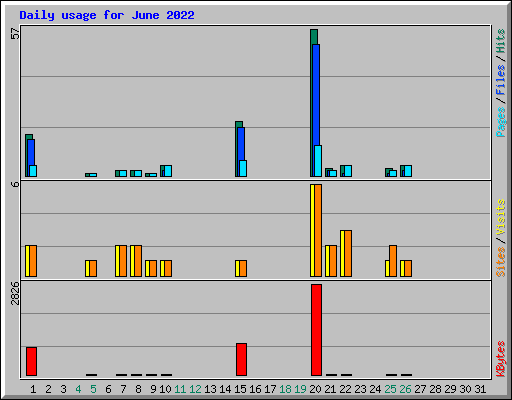 Daily usage for June 2022
57
Pages / Files / Hits
6
Sites / Visits
2826
KBytes
1 2 3 4 5 6 7 8 9 10 11 12 13 14 15 16 17 18 19 20 21 22 23 24 25 26 27 28 29 30 31